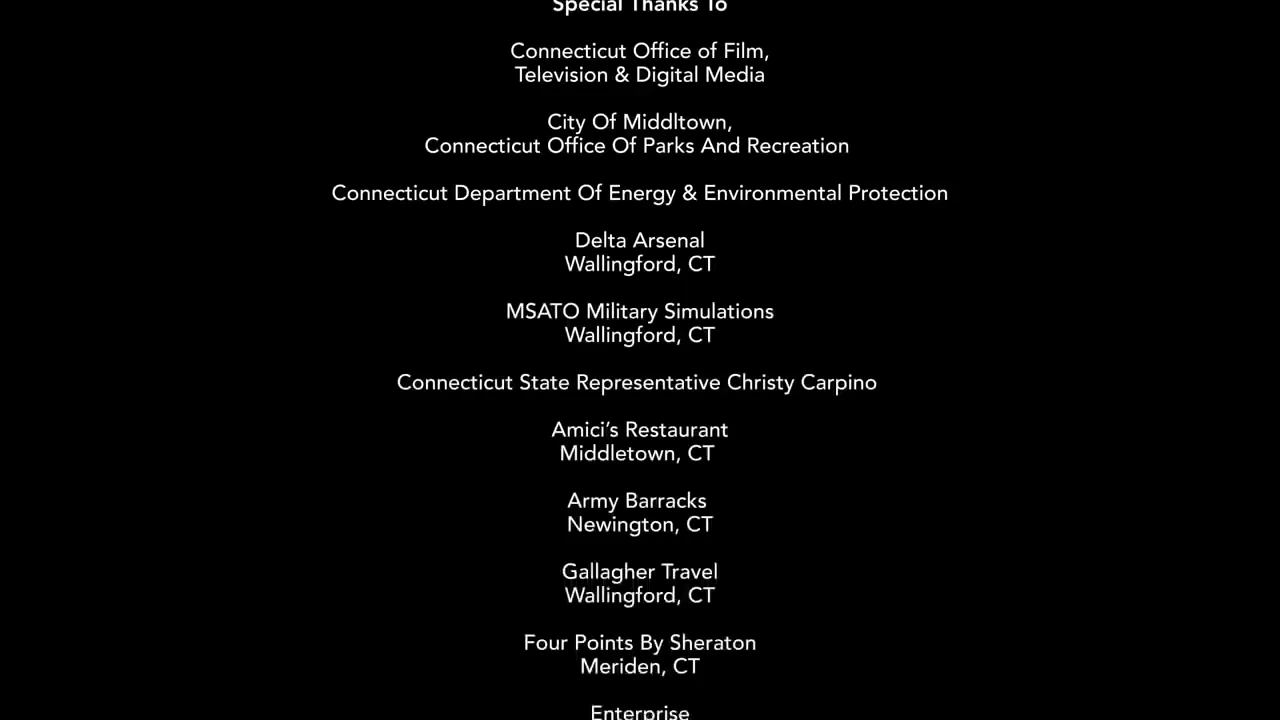 Special Thanks To
Connecticut Office of Film,
Television & Digital Media
City Of Middltown,
Connecticut Office Of Parks And Recreation
Connecticut Department Of Energy & Environmental Protection
Delta Arsenal
Wallingford, CT
MSATO Military Simulations
Wallingford, CT
Connecticut State Representative Christy Carpino
Amici’s Restaurant
Middletown, CT
Army Barracks
Newington, CT
Gallagher Travel
Wallingford, CT
Four Points By Sheraton
Meriden, CT
Enterprise